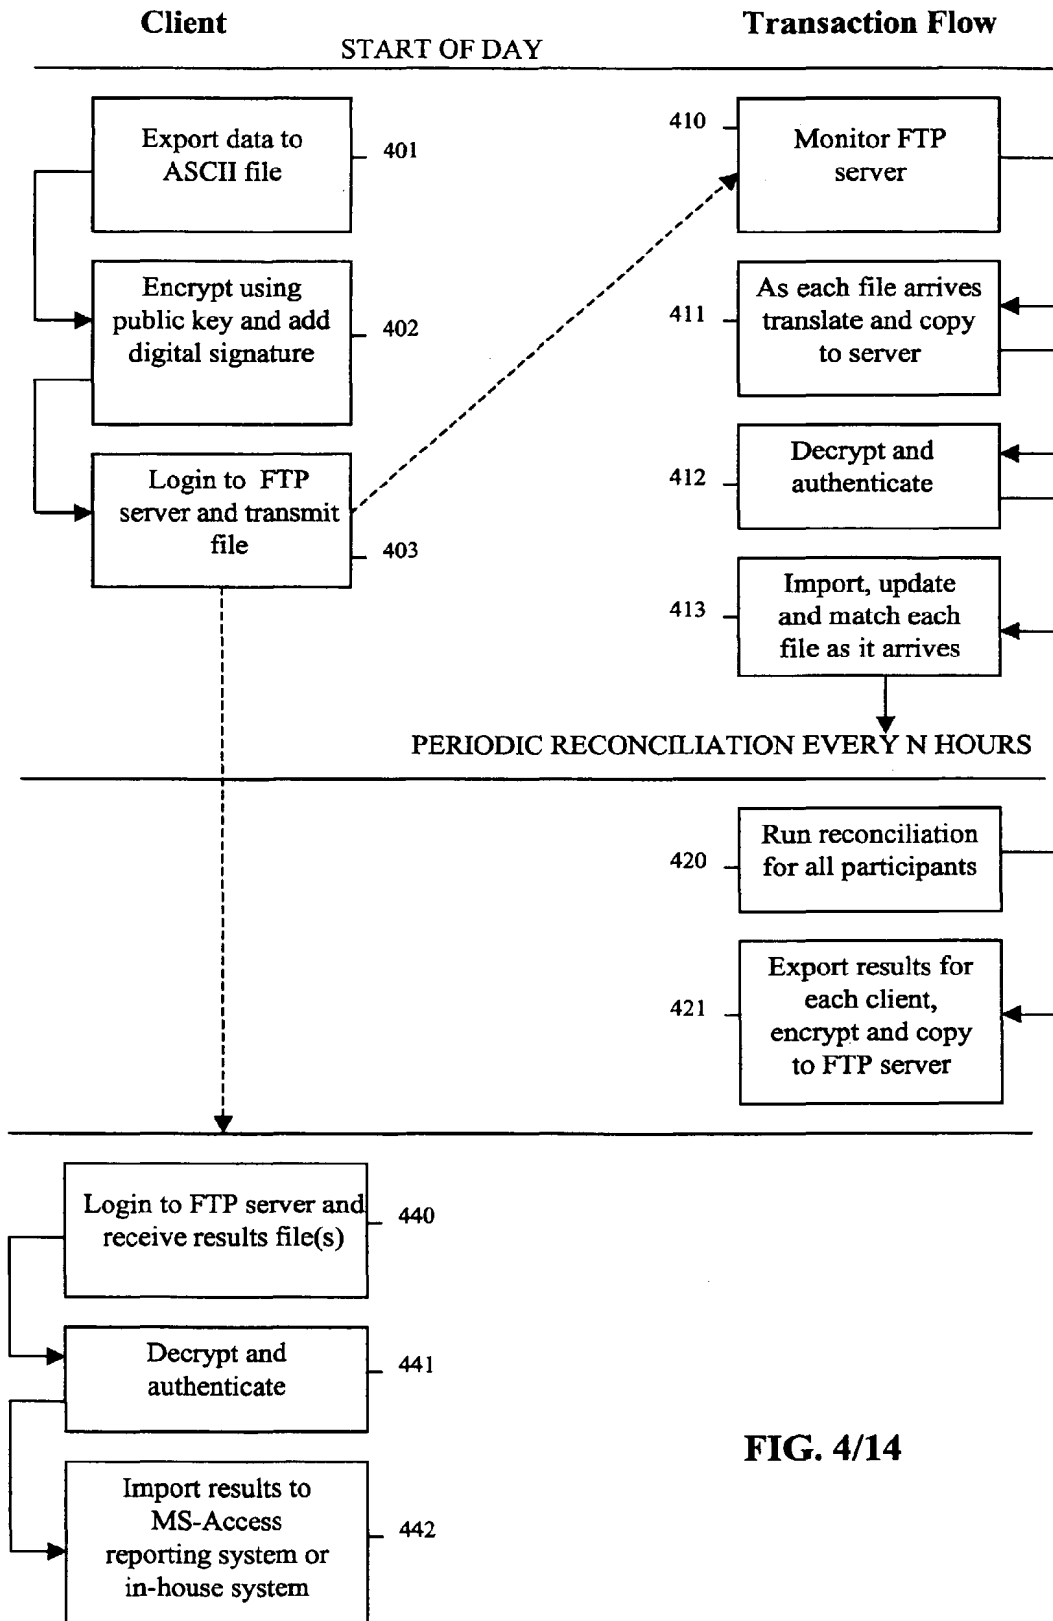 Client
Transaction Flow
START OF DAY
Export data to
ASCII file
401
Encrypt using
public key and add
digital signature
402
Login to FTP
server and transmit
file
403
410
Monitor FTP
server
411
As each file arrives
translate and copy
to server
412
Decrypt and
authenticate
413
Import, update
and match each
file as it arrives
PERIODIC RECONCILIATION EVERY N HOURS
420
Run reconciliation
for all participants
421
Export results for
each client,
encrypt and copy
to FTP server
Login to FTP server and
receive results file(s)
440
Decrypt and
authenticate
441
Import results to
MS-Access
reporting system or
in-house system
442
FIG. 4/14